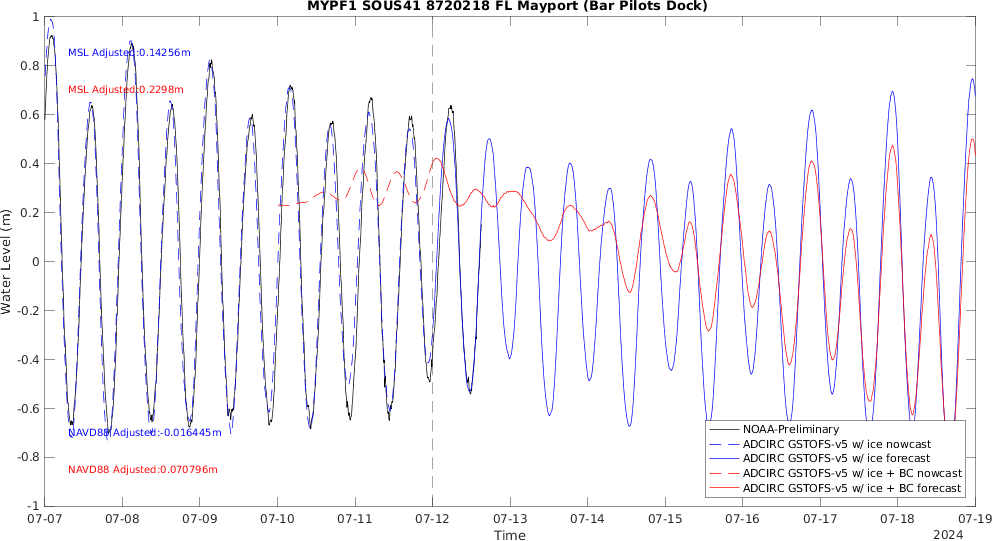 MYPF1 SOUS41 8720218 FL Mayport (Bar Pilots Dock)
Water Level (m)
1
0.8
0.6
0.4
0.2
0
-0.2
-0.4
-0.6
-0.8
-1
MSL Adjusted:0.14256m
MSL Adjusted:0.2298m
NAVD88 Adjusted:-0.016445m
NAVD88 Adjusted:0.070796m
NOAA-Preliminary
ADCIRC GSTOFS-v5 w/ ice nowcast
ADCIRC GSTOFS-v5 w/ ice forecast
ADCIRC GSTOFS-v5 w/ ice + BC nowcast
ADCIRC GSTOFS-v5 w/ ice + BC forecast
07-07 07-08 07-09 07-10 07-11 07-12 07-13 07-14 07-15 07-16 07-17 07-18 07-19
Time
2024